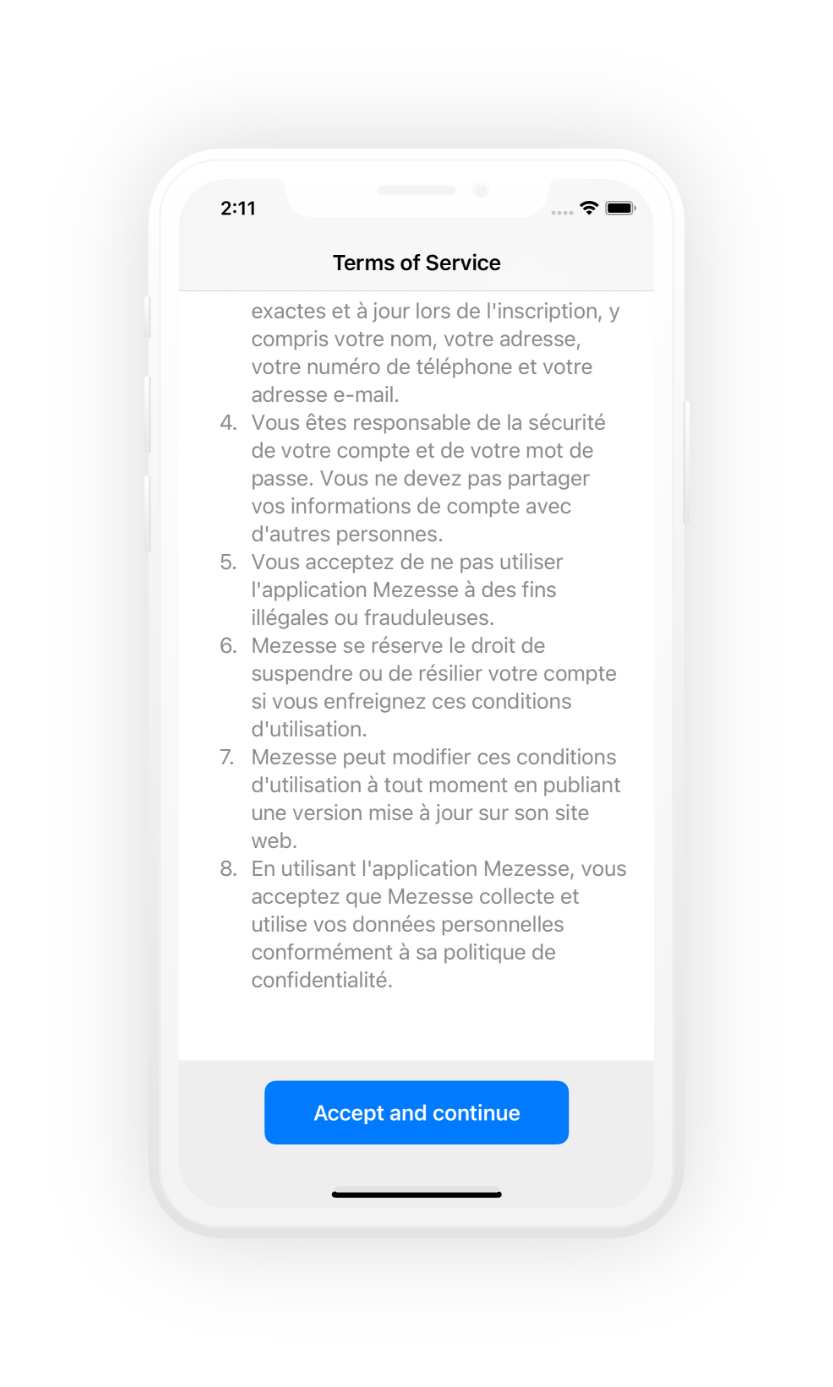 2:11
Terms of Service
exactes et à jour lors de l'inscription, y
compris votre nom, votre adresse,
votre numéro de téléphone et votre
adresse e-mail.
4. Vous êtes responsable de la sécurité
de votre compte et de votre mot de
passe. Vous ne devez pas partager
vos informations de compte avec
d'autres personnes.
5. Vous acceptez de ne pas utiliser
l'application Mezesse à des fins
illégales ou frauduleuses.
6. Mezesse se réserve le droit de
suspendre ou de résilier votre compte
si vous enfreignez ces conditions
d'utilisation.
7. Mezesse peut modifier ces conditions
d'utilisation à tout moment en publiant
une version mise à jour sur son site
web.
8. En utilisant l'application Mezesse, vous
acceptez que Mezesse collecte et
utilise vos données personnelles
conformément à sa politique de
confidentialité.
Accept and continue